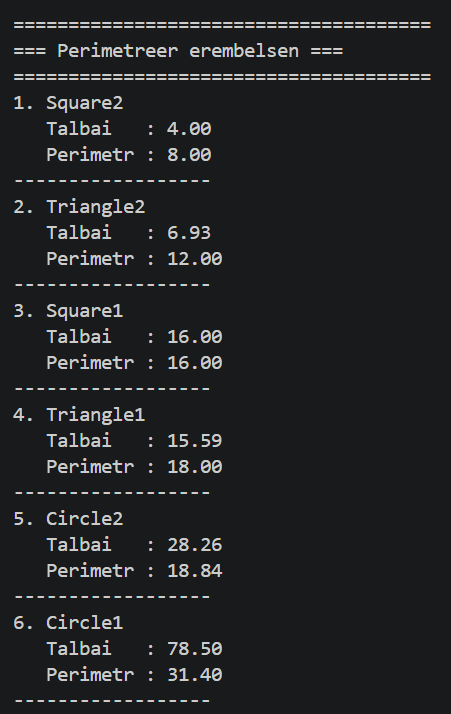 ======================================
=== Perimetreer erembelsen ===
======================================
1. Square2
   Talbai   : 4.00
   Perimetr : 8.00
------------------
2. Triangle2
   Talbai   : 6.93
   Perimetr : 12.00
------------------
3. Square1
   Talbai   : 16.00
   Perimetr : 16.00
------------------
4. Triangle1
   Talbai   : 15.59
   Perimetr : 18.00
------------------
5. Circle2
   Talbai   : 28.26
   Perimetr : 18.84
------------------
6. Circle1
   Talbai   : 78.50
   Perimetr : 31.40
------------------